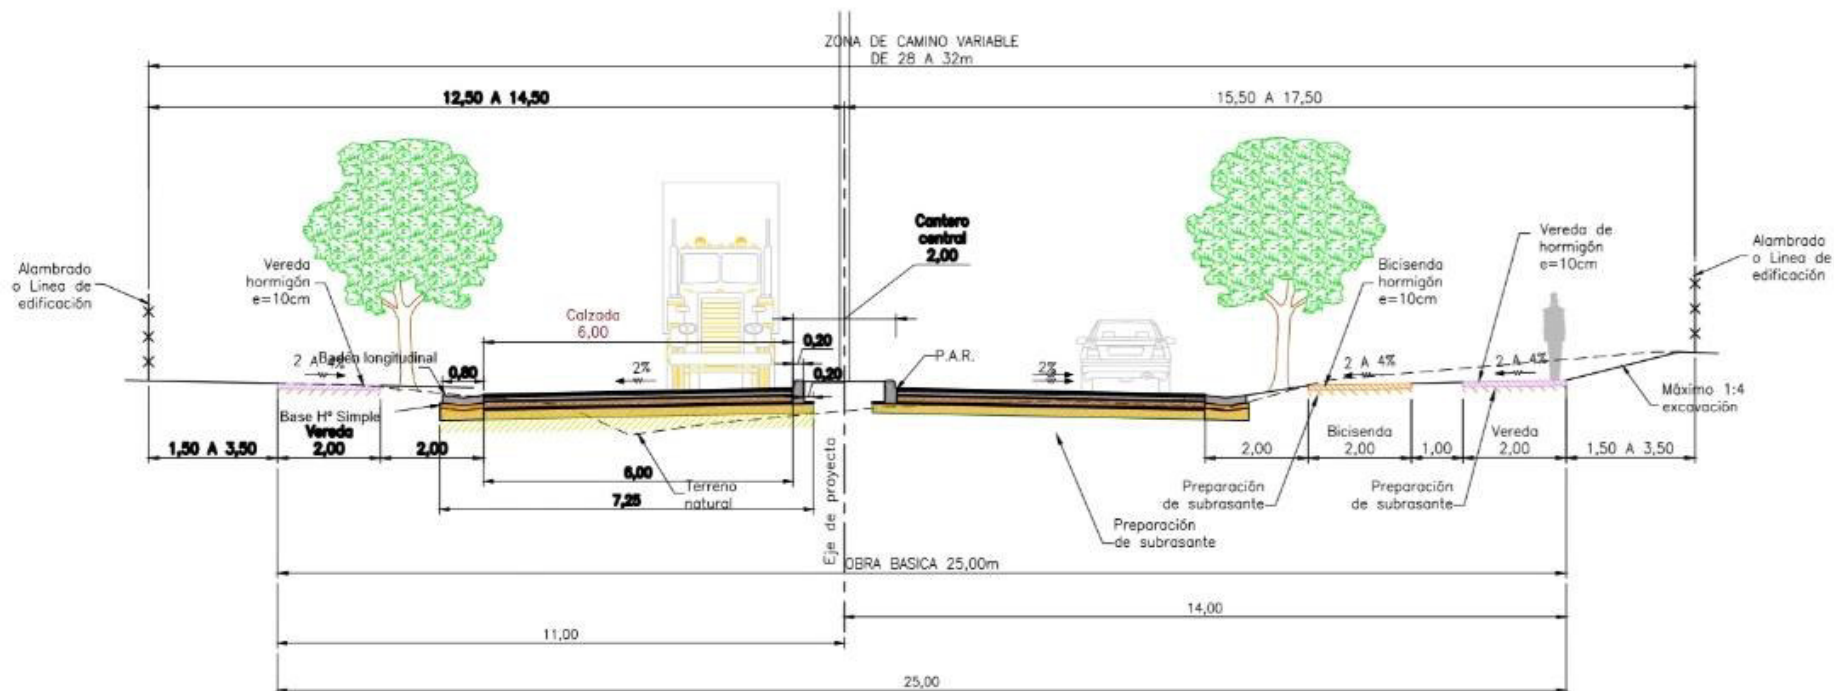 ZONA DE CAMINO VARIABLE
DE 28 A 32m
12,50 A 14,50
15,50 A 17,50
Alambrado
o Linea de
edificación
Vereda
hormigón
e=10cm
Calzada
6,00
Cantero
central
2,00
Bicisenda
hormigón
e=10cm
Vereda de
hormigón
e=10cm
Alambrado
o Linea de
edificación
2 A 4%
Badén longitudinal
0,60
2%
0,20
0,20
P.A.R.
2%
2 A 4%
2 A 4%
Máximo 1:4
excavación
Base Hº Simple
Vereda
1,50 A 3,50
2,00
2,00
6,00
7,25
Terreno
natural
Eje de proyecto
2,00
Bicisenda
2,00
1,00
Vereda
2,00
1,50 A 3,50
Preparación
de subrasante
Preparación
de subrasante
Preparación
de subrasante
OBRA BASICA 25,00m
14,00
11,00
25,00